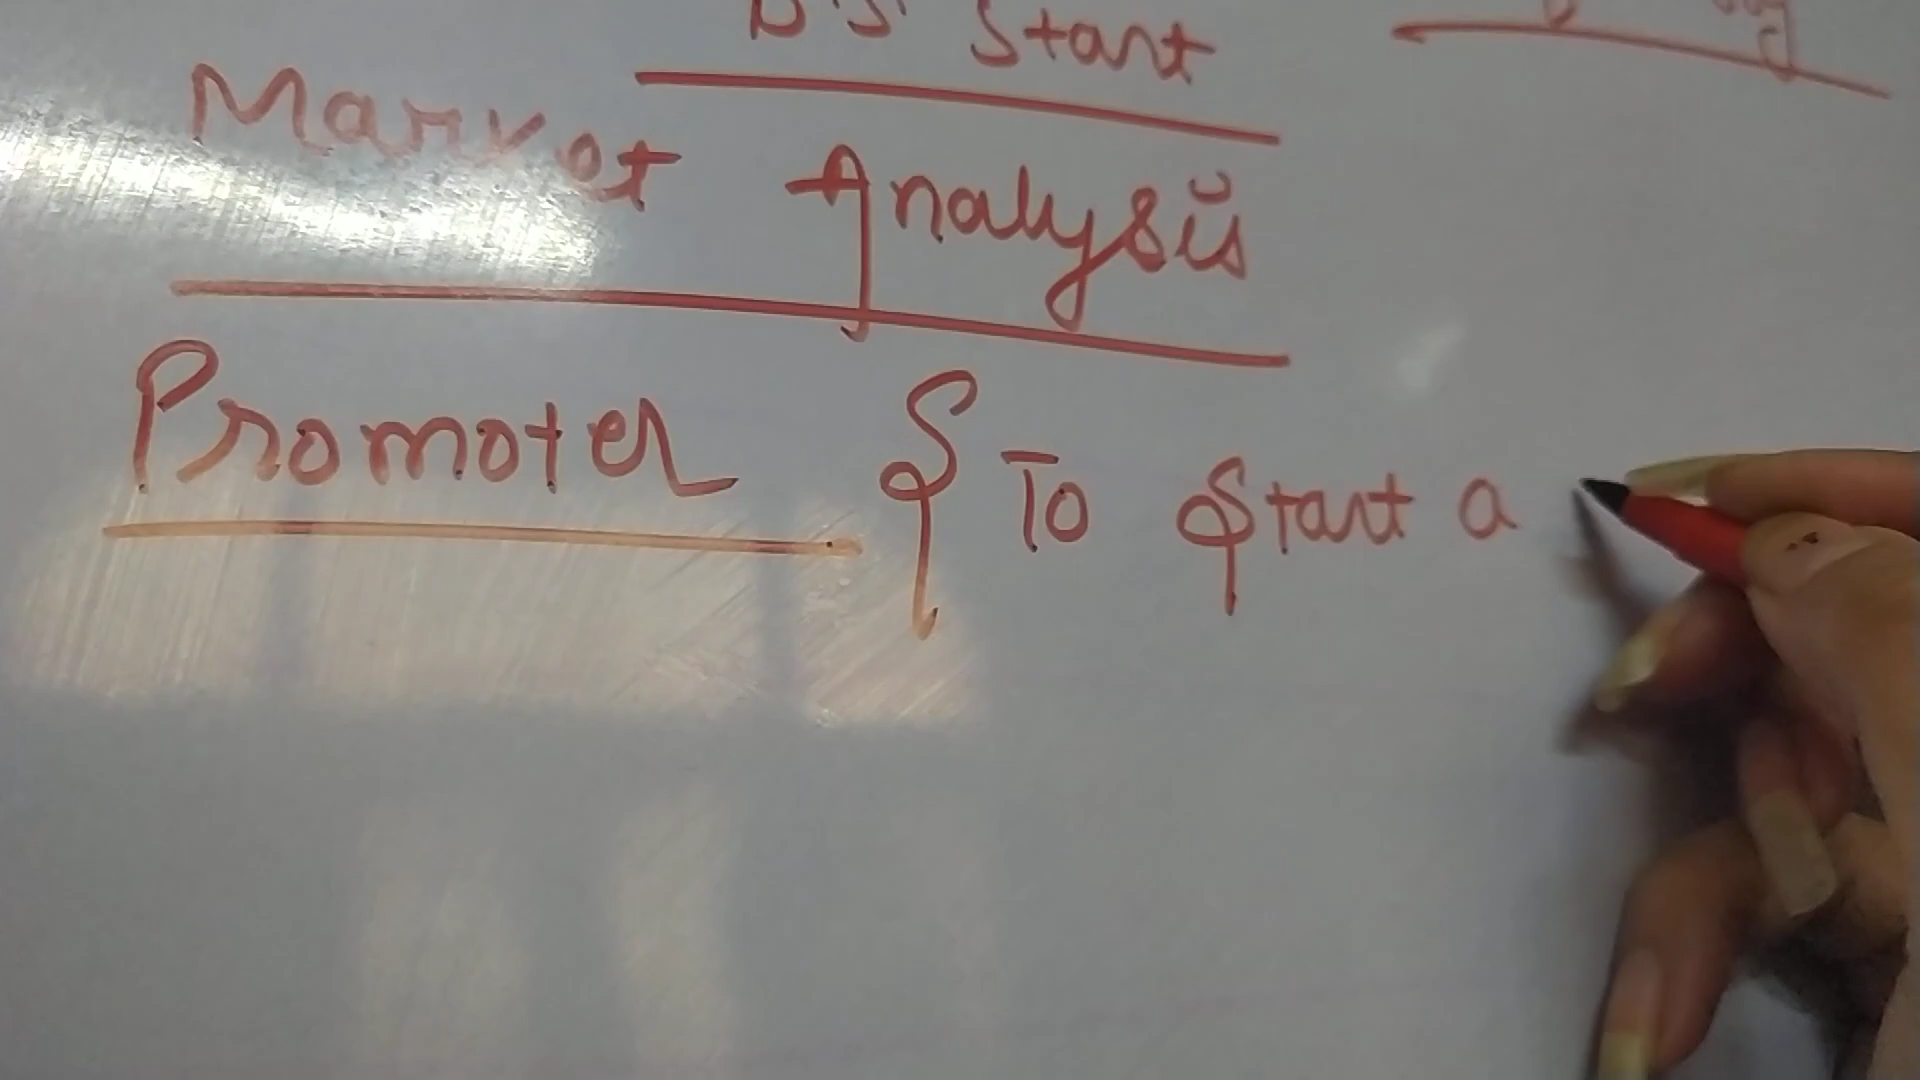 Start
Market Analysis
Promoter { To Start a